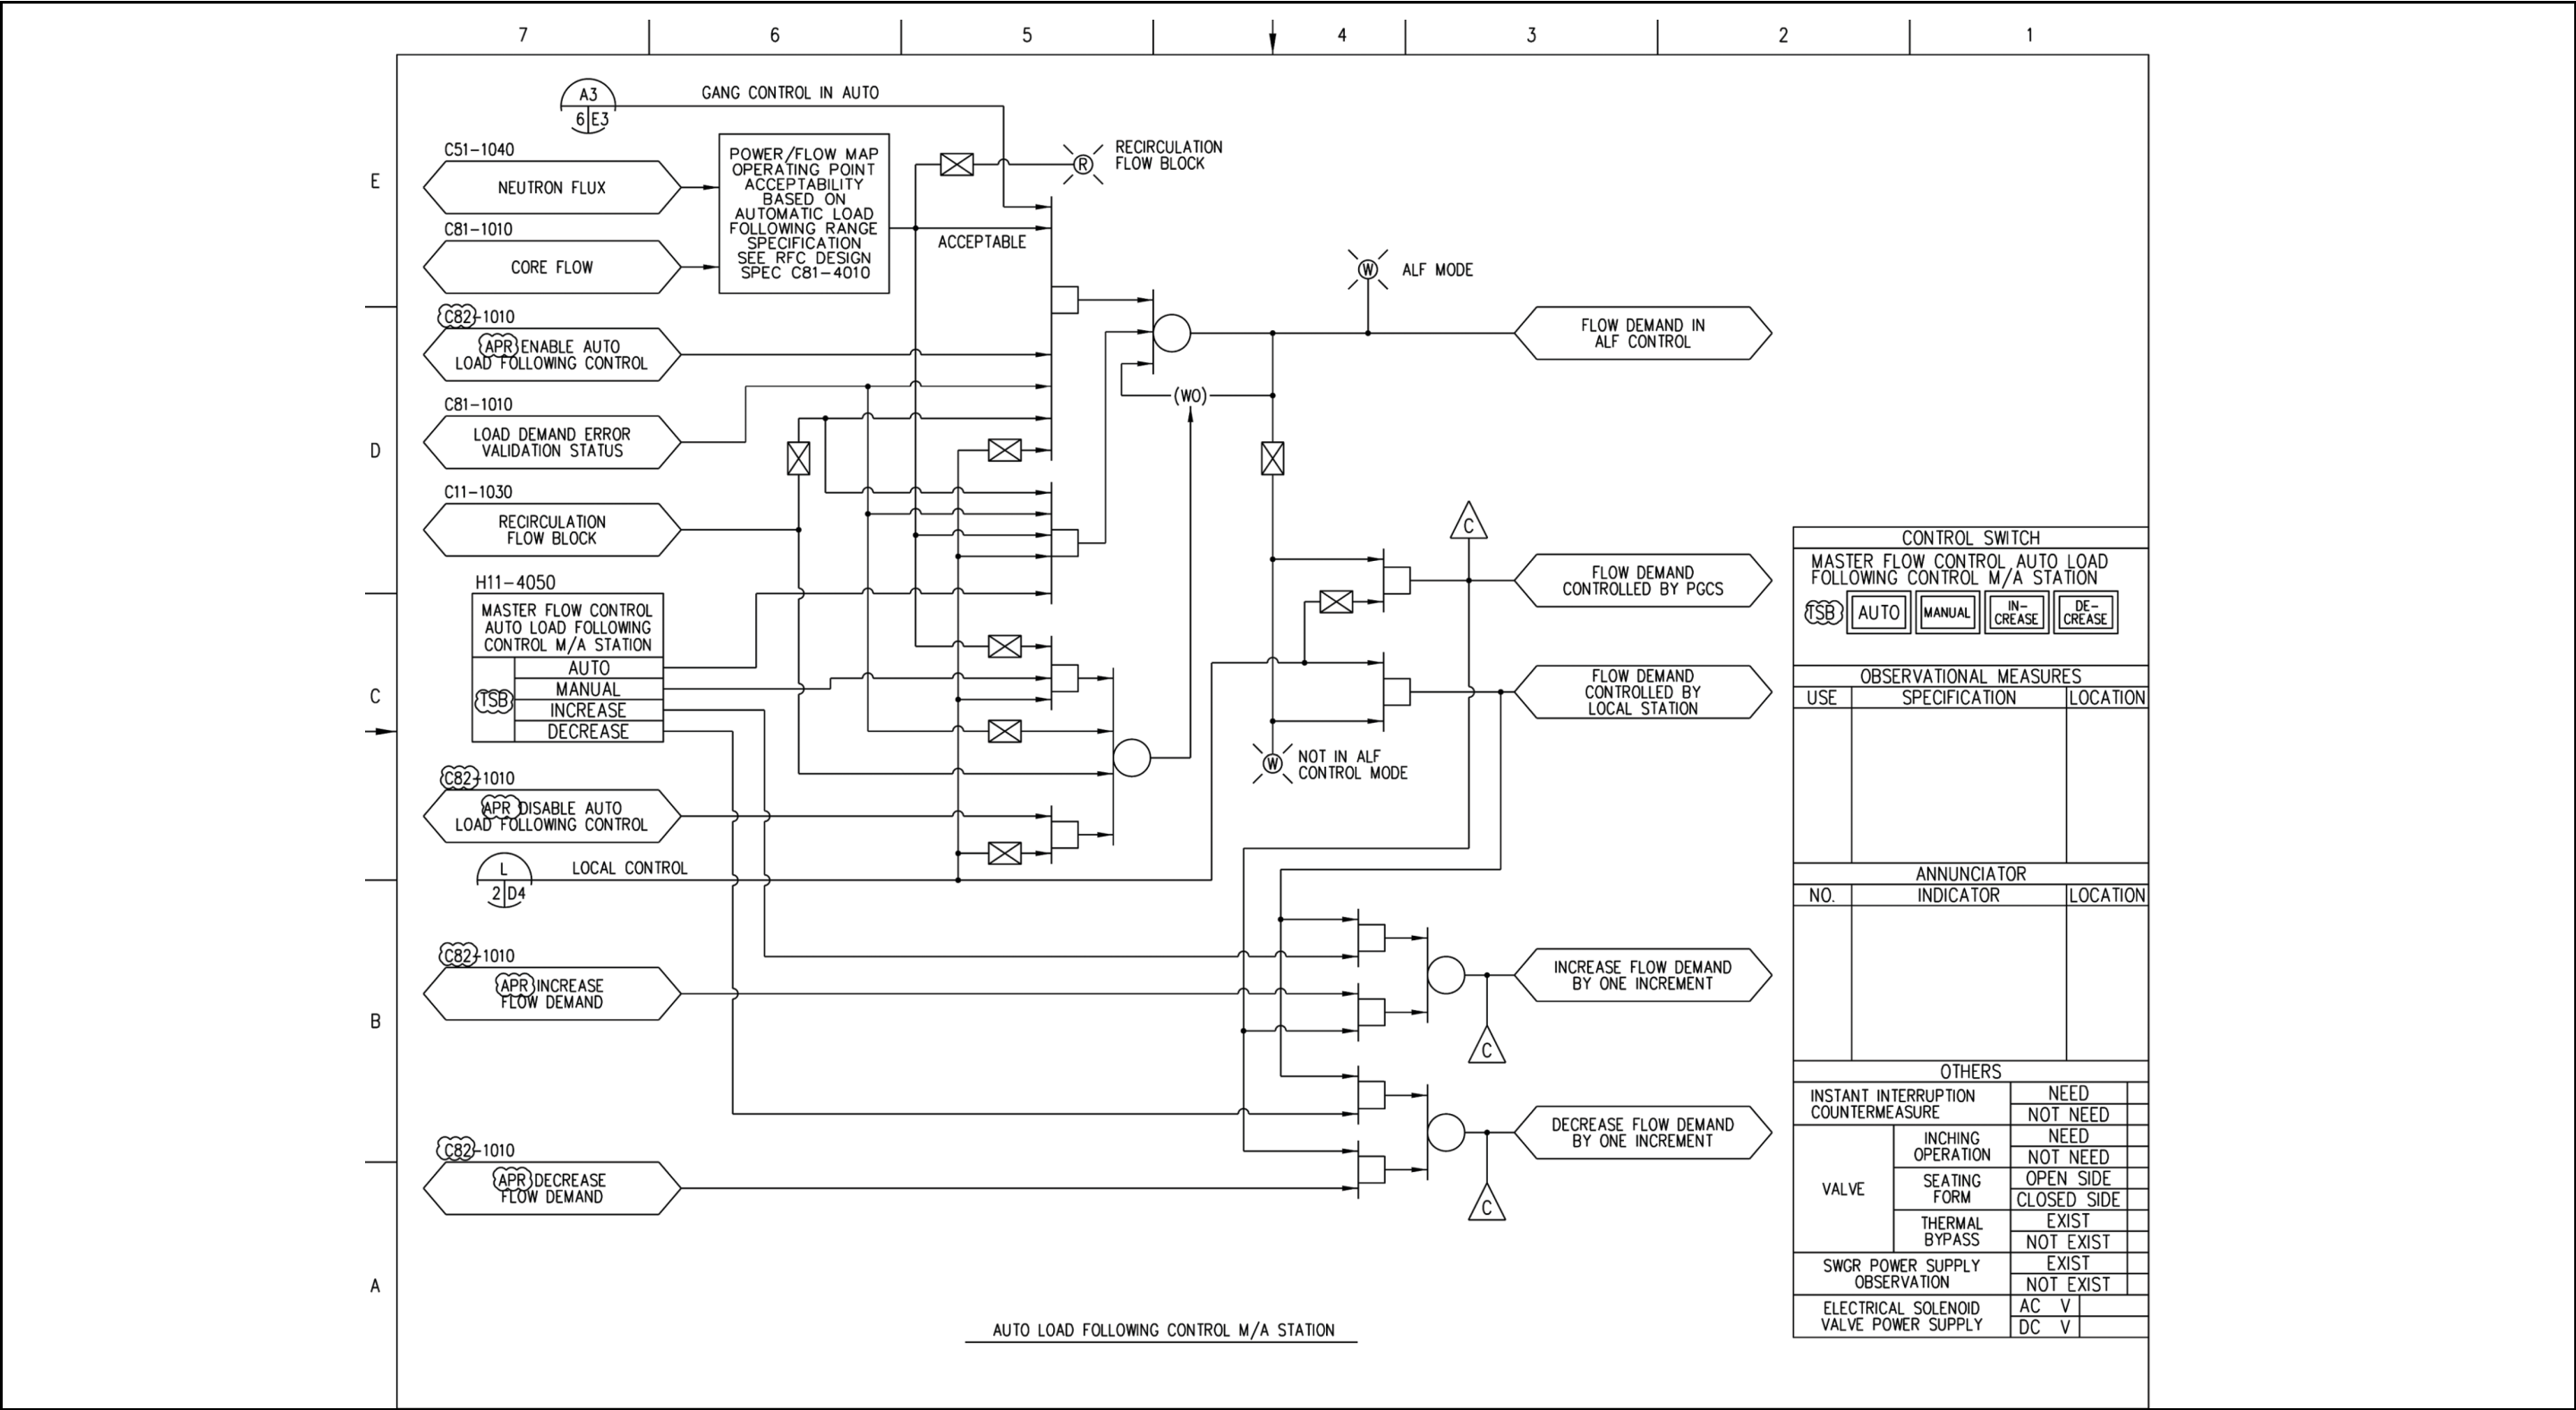 7 6 5 4 3 2 1
E
D
C
B
A
A3
6 E3
GANG CONTROL IN AUTO
C51-1040
NEUTRON FLUX
C81-1010
CORE FLOW
POWER/FLOW MAP
OPERATING POINT
ACCEPTABILITY
BASED ON
AUTOMATIC LOAD
FOLLOWING RANGE
SPECIFICATION
SEE RFC DESIGN
SPEC C81-4010
ACCEPTABLE
R
RECIRCULATION
FLOW BLOCK
C82-1010
APR ENABLE AUTO
LOAD FOLLOWING CONTROL
C81-1010
LOAD DEMAND ERROR
VALIDATION STATUS
C11-1030
RECIRCULATION
FLOW BLOCK
H11-4050
MASTER FLOW CONTROL
AUTO LOAD FOLLOWING
CONTROL M/A STATION
TSB
AUTO
MANUAL
INCREASE
DECREASE
C82-1010
APR DISABLE AUTO
LOAD FOLLOWING CONTROL
L
2 D4
LOCAL CONTROL
C82-1010
APR INCREASE
FLOW DEMAND
C82-1010
APR DECREASE
FLOW DEMAND
(WO)
W
ALF MODE
FLOW DEMAND IN
ALF CONTROL
C
FLOW DEMAND
CONTROLLED BY PGCS
FLOW DEMAND
CONTROLLED BY
LOCAL STATION
W
NOT IN ALF
CONTROL MODE
INCREASE FLOW DEMAND
BY ONE INCREMENT
C
DECREASE FLOW DEMAND
BY ONE INCREMENT
C
AUTO LOAD FOLLOWING CONTROL M/A STATION
CONTROL SWITCH
MASTER FLOW CONTROL AUTO LOAD
FOLLOWING CONTROL M/A STATION
TSB
AUTO
MANUAL
IN-
CREASE
DE-
CREASE
OBSERVATIONAL MEASURES
USE SPECIFICATION LOCATION
ANNUNCIATOR
NO. INDICATOR LOCATION
OTHERS
INSTANT INTERRUPTION
COUNTERMEASURE
NEED
NOT NEED
VALVE
INCHING
OPERATION
NEED
NOT NEED
SEATING
FORM
OPEN SIDE
CLOSED SIDE
THERMAL
BYPASS
EXIST
NOT EXIST
SWGR POWER SUPPLY
OBSERVATION
EXIST
NOT EXIST
ELECTRICAL SOLENOID
VALVE POWER SUPPLY
AC V
DC V